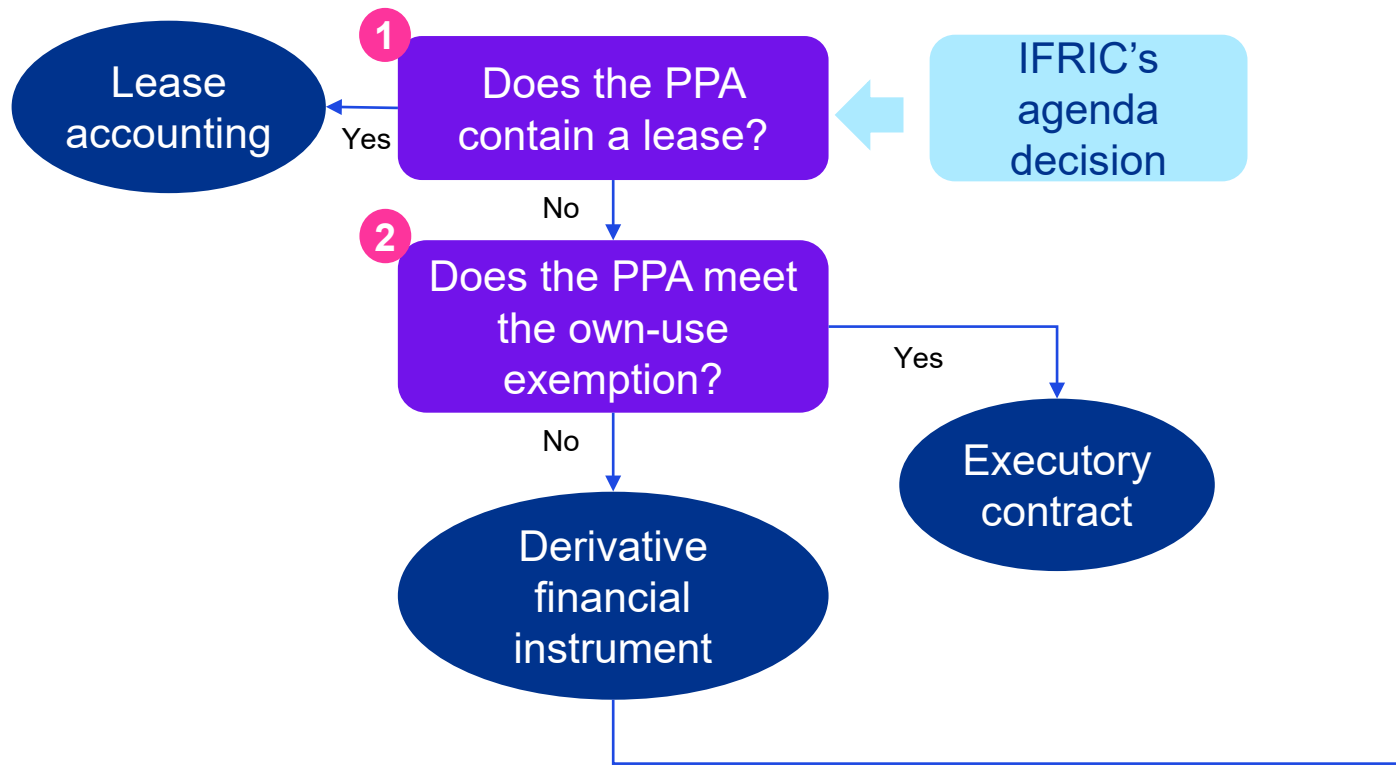 1
Lease
accounting
Yes
Does the PPA
contain a lease?
IFRIC's
agenda
decision
No
2
Does the PPA meet
the own-use
exemption?
Yes
No
Executory
contract
Derivative
financial
instrument